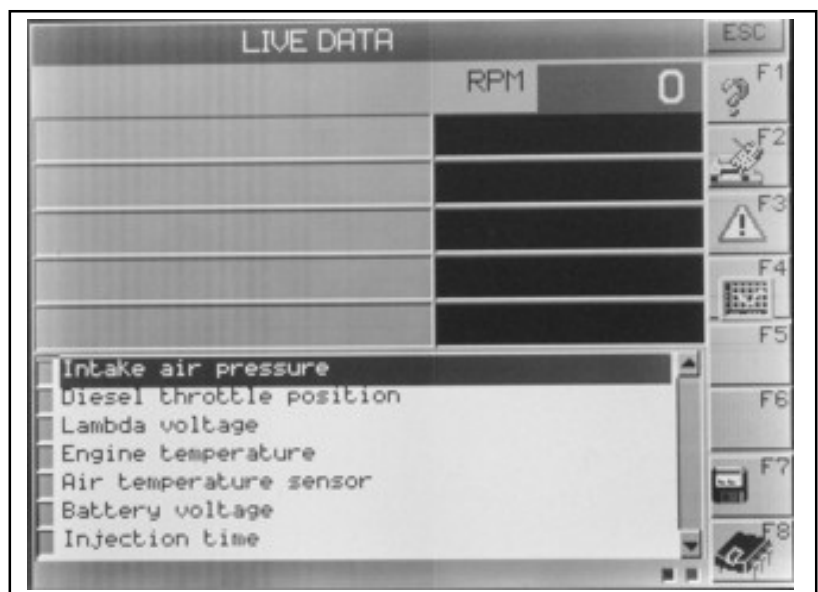 LIVE DATA
ESC
RPM 0
F1
F2
F3
F4
F5
Intake air pressure
Diesel throttle position
Lambda voltage
Engine temperature
Air temperature sensor
Battery voltage
Injection time
F6
F7
F8